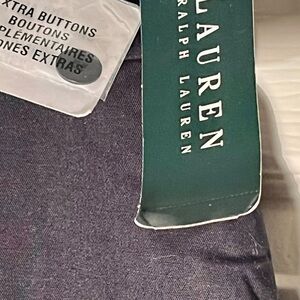 XTRA BUTTONS
BOUTONS
PLEMENTAIRES
ONES EXTRAS
LAUREN
RALPH LAUREN